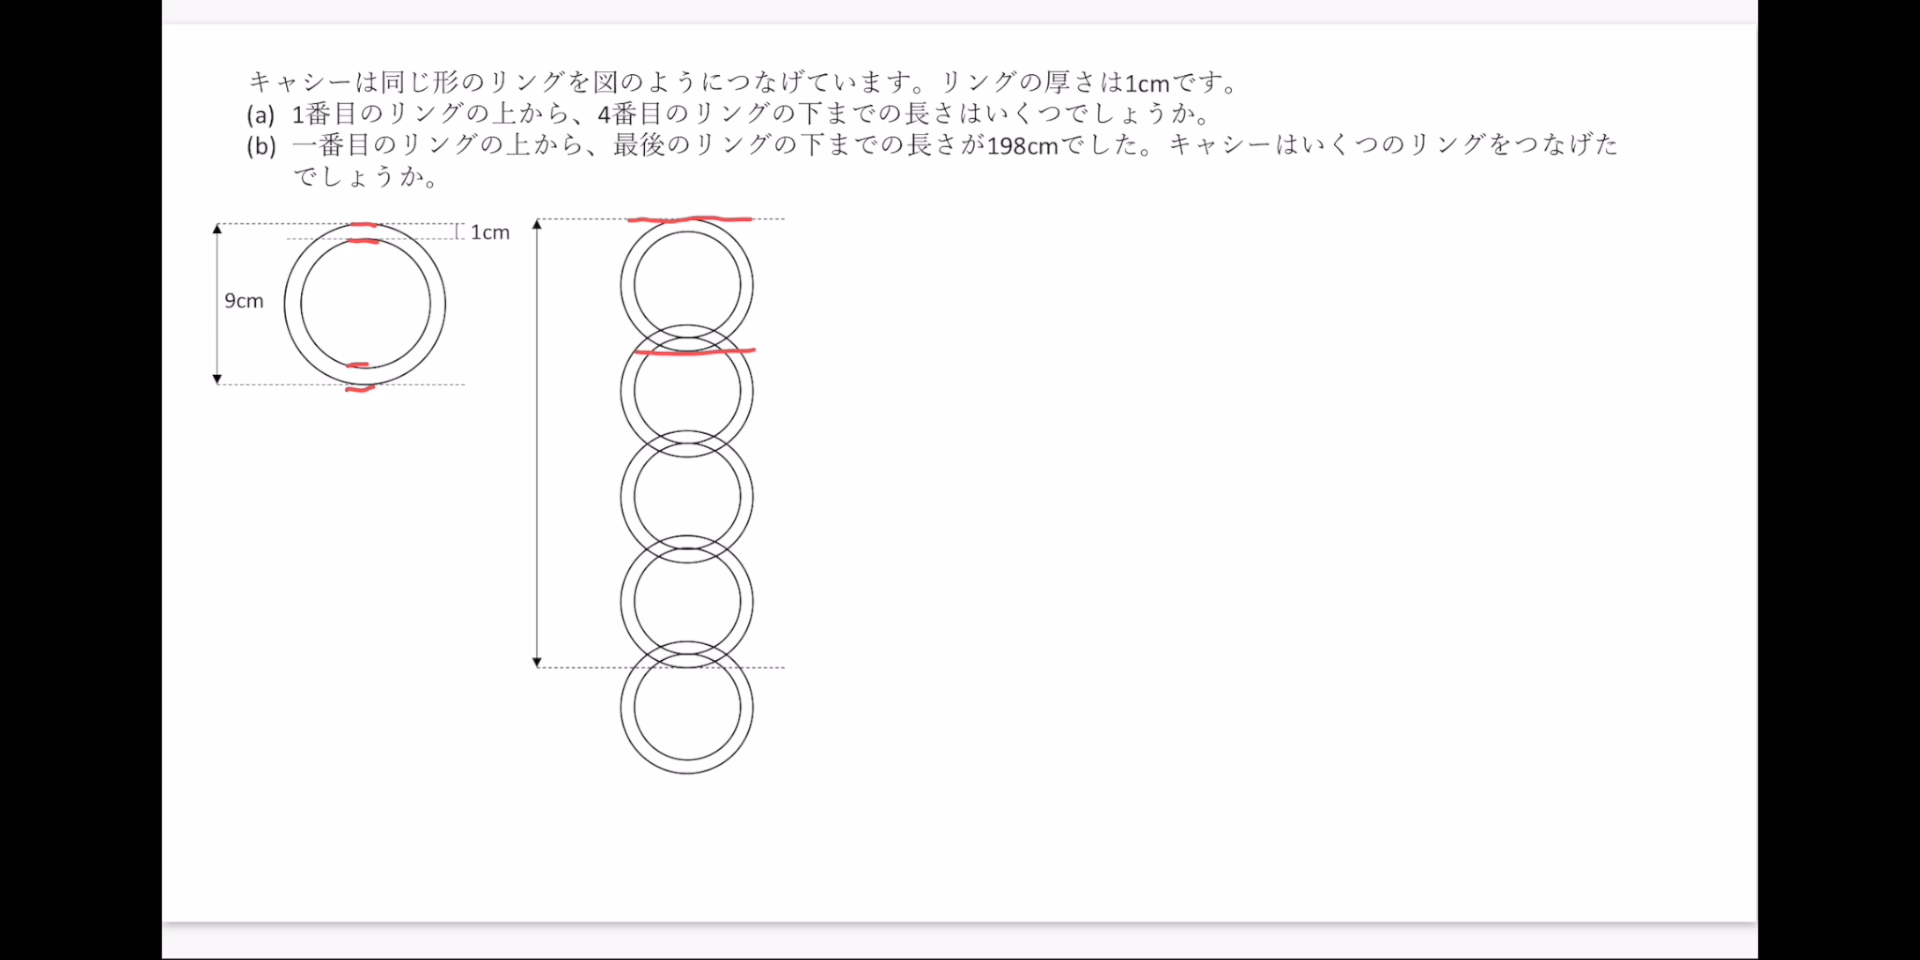 キャシーは同じ形のリングを図のようにつなげています。リングの厚さは1cmです。
(a) 1番目のリングの上から、4番目のリングの下までの長さはいくつでしょうか。
(b) 一番目のリングの上から、最後のリングの下までの長さが198cmでした。キャシーはいくつのリングをつなげた
でしょうか。
1cm
9cm